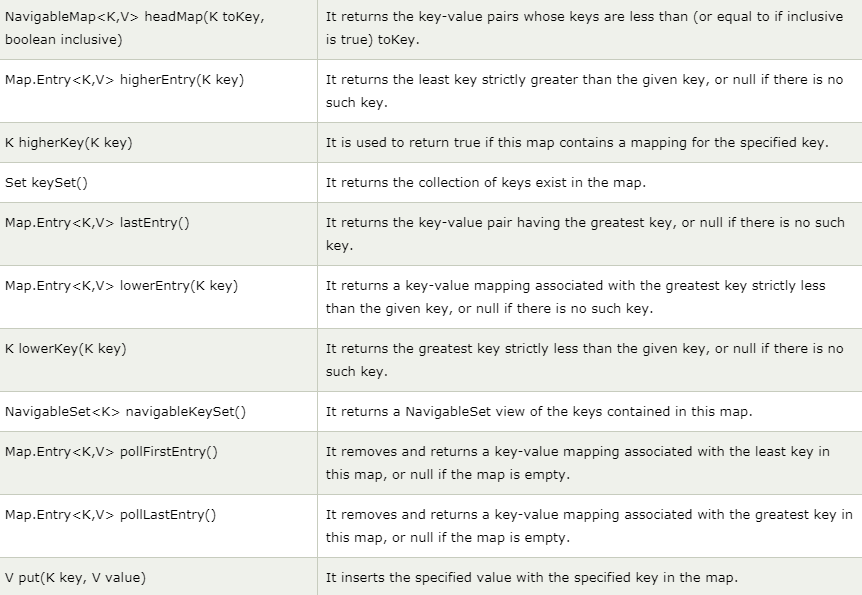 NavigableMap<K,V> headMap(K toKey, boolean inclusive)
It returns the key-value pairs whose keys are less than (or equal to if inclusive
is true) toKey.
Map.Entry<K,V> higherEntry(K key)
It returns the least key strictly greater than the given key, or null if there is no
such key.
K higherKey(K key)
It is used to return true if this map contains a mapping for the specified key.
Set keySet()
It returns the collection of keys exist in the map.
Map.Entry<K,V> lastEntry()
It returns the key-value pair having the greatest key, or null if there is no such
key.
Map.Entry<K,V> lowerEntry(K key)
It returns a key-value mapping associated with the greatest key strictly less
than the given key, or null if there is no such key.
K lowerKey(K key)
It returns the greatest key strictly less than the given key, or null if there is no
such key.
NavigableSet<K> navigableKeySet()
It returns a NavigableSet view of the keys contained in this map.
Map.Entry<K,V> pollFirstEntry()
It removes and returns a key-value mapping associated with the least key in
this map, or null if the map is empty.
Map.Entry<K,V> pollLastEntry()
It removes and returns a key-value mapping associated with the greatest key in
this map, or null if the map is empty.
V put(K key, V value)
It inserts the specified value with the specified key in the map.